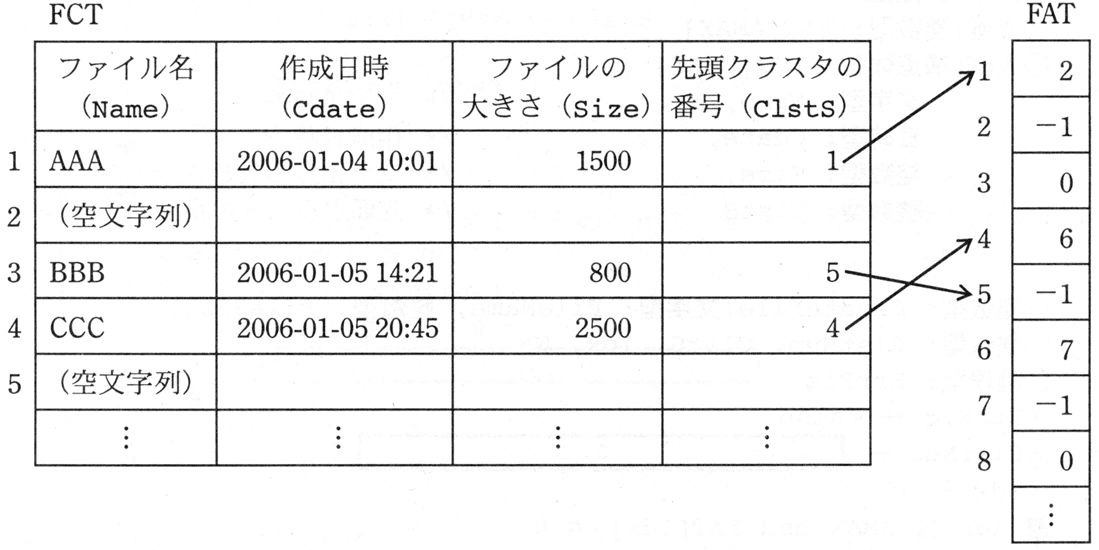 FCT
ファイル名 (Name) 作成日時 (Cdate) ファイルの大きさ (Size) 先頭クラスタの番号 (ClstS)
1 AAA 2006-01-04 10:01 1500 1
2 (空文字列)
3 BBB 2006-01-05 14:21 800 5
4 CCC 2006-01-05 20:45 2500 4
5 (空文字列)
⋮ ⋮ ⋮ ⋮
FAT
1 2
2 −1
3 0
4 6
5 −1
6 7
7 −1
8 0
⋮